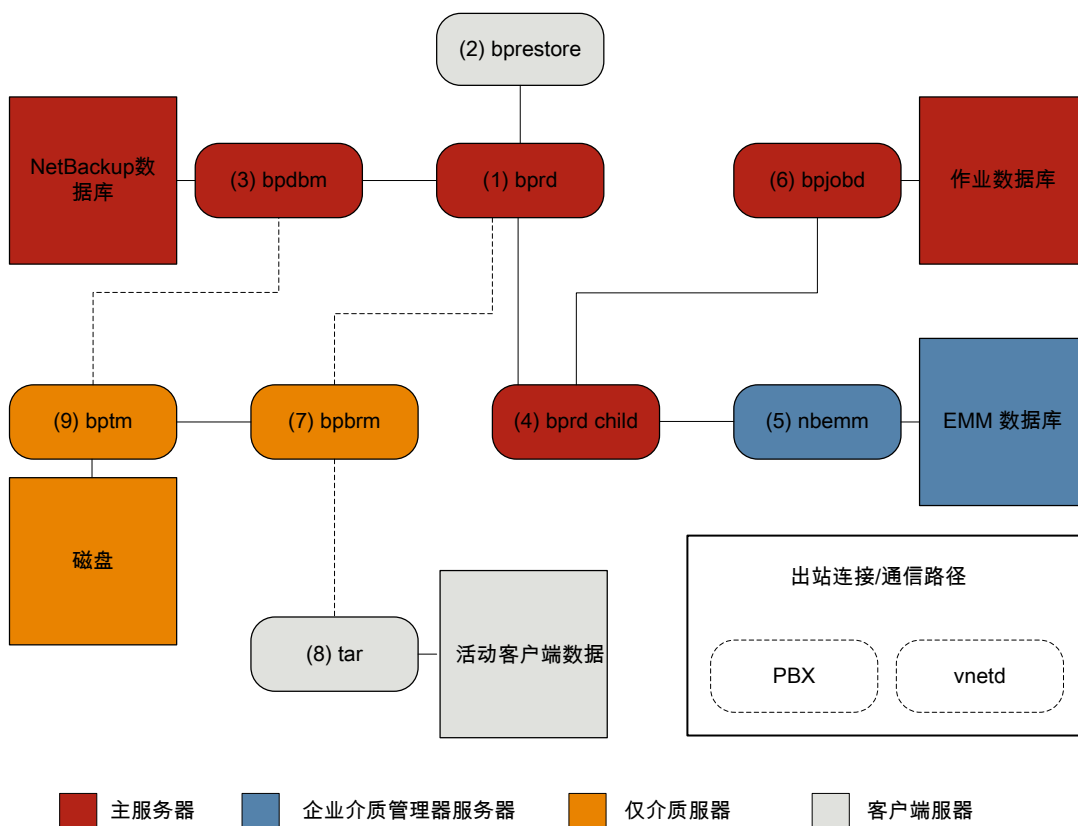 (2) bprestore
NetBackup数
据库
(3) bpdbm
(1) bprd
(6) bpjobd
作业数据库
(9) bptm
(7) bpbrm
(4) bprd child
(5) nbemm
EMM 数据库
磁盘
(8) tar
活动客户端数据
出站连接/通信路径
PBX
vnetd
主服务器
企业介质管理器服务器
仅介质服器
客户端服器